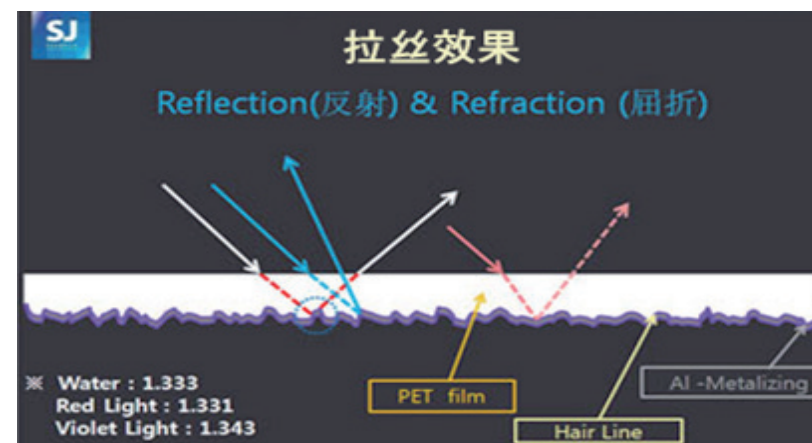 SJ
拉丝效果
Reflection(反射) & Refraction (屈折)
※ Water : 1.333
Red Light : 1.331
Violet Light : 1.343
PET film
Hair Line
Al -Metalizing